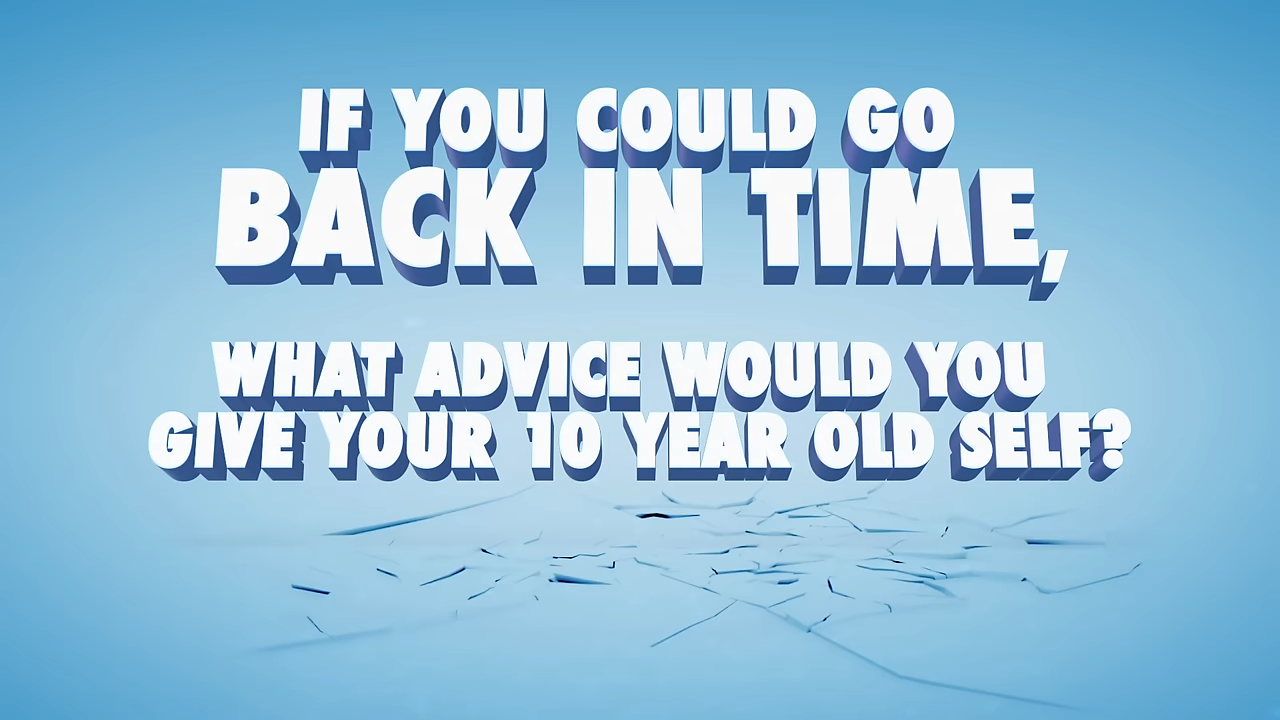 IF YOU COULD GO
BACK IN TIME,
WHAT ADVICE WOULD YOU
GIVE YOUR 10 YEAR OLD SELF?